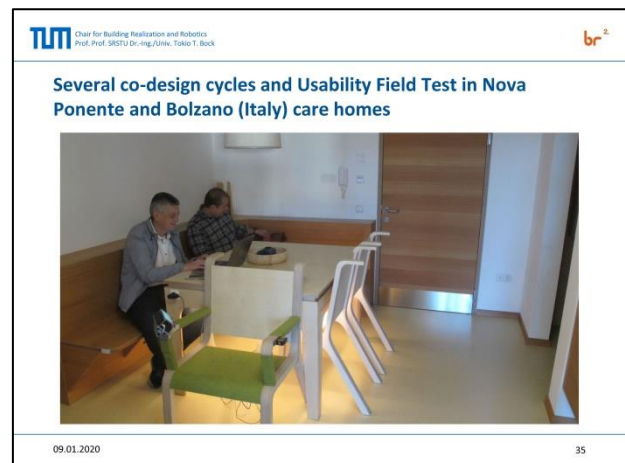 TUM
Chair for Building Realization and Robotics
Prof. Prof. SRSTU Dr.-Ing./Univ. Tokio T. Bock
br²
Several co-design cycles and Usability Field Test in Nova
Ponente and Bolzano (Italy) care homes
09.01.2020
35